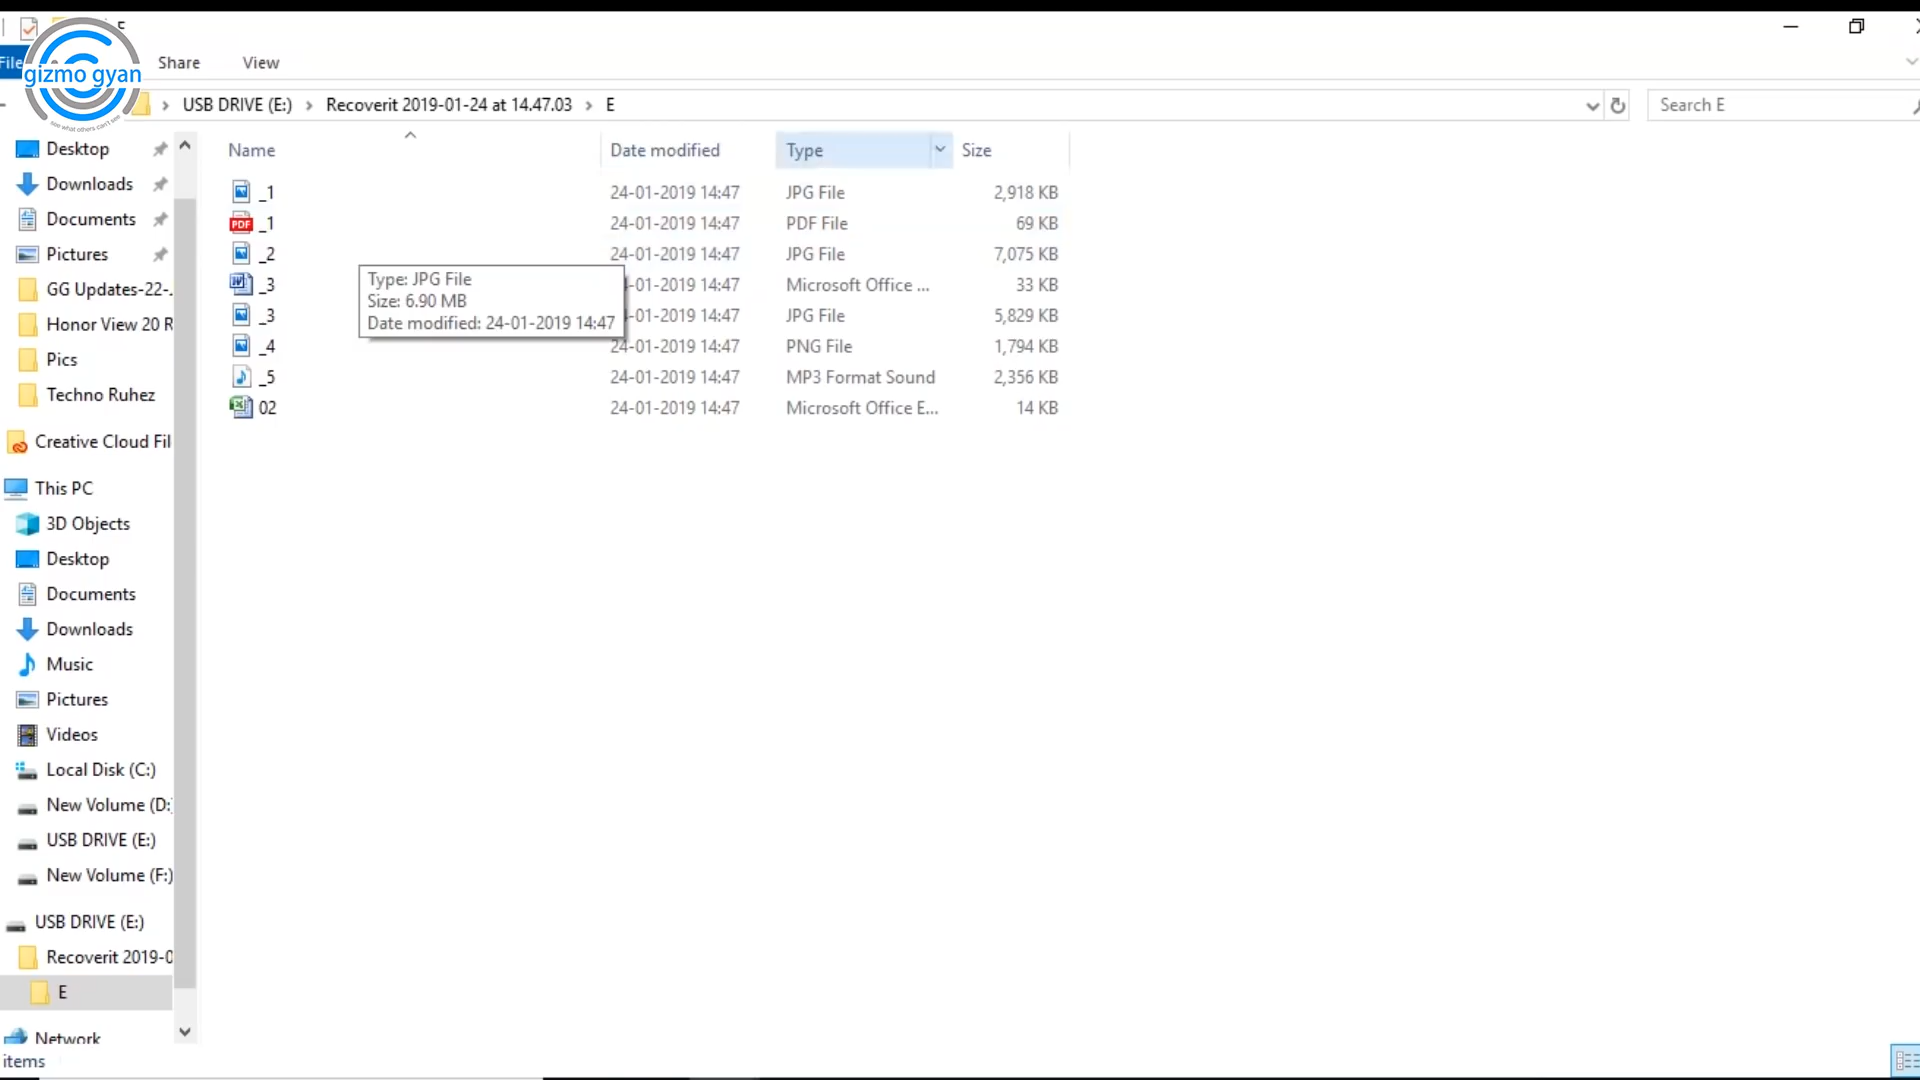 gizmo gyan
see what others can't see
File
Share
View
USB DRIVE (E:)
Recoverit 2019-01-24 at 14.47.03
E
Search E
Name
Date modified
Type
Size
_1
24-01-2019 14:47
JPG File
2,918 KB
PDF
_1
24-01-2019 14:47
PDF File
69 KB
_2
24-01-2019 14:47
JPG File
7,075 KB
_3
-01-2019 14:47
Microsoft Office ...
33 KB
_3
-01-2019 14:47
JPG File
5,829 KB
_4
24-01-2019 14:47
PNG File
1,794 KB
_5
24-01-2019 14:47
MP3 Format Sound
2,356 KB
02
24-01-2019 14:47
Microsoft Office E...
14 KB
Type: JPG File
Size: 6.90 MB
Date modified: 24-01-2019 14:47
Desktop
Downloads
Documents
Pictures
GG Updates-22-
Honor View 20 R
Pics
Techno Ruhez
Creative Cloud Fil
This PC
3D Objects
Desktop
Documents
Downloads
Music
Pictures
Videos
Local Disk (C:)
New Volume (D:)
USB DRIVE (E:)
New Volume (F:)
USB DRIVE (E:)
Recoverit 2019-0
E
Network
items